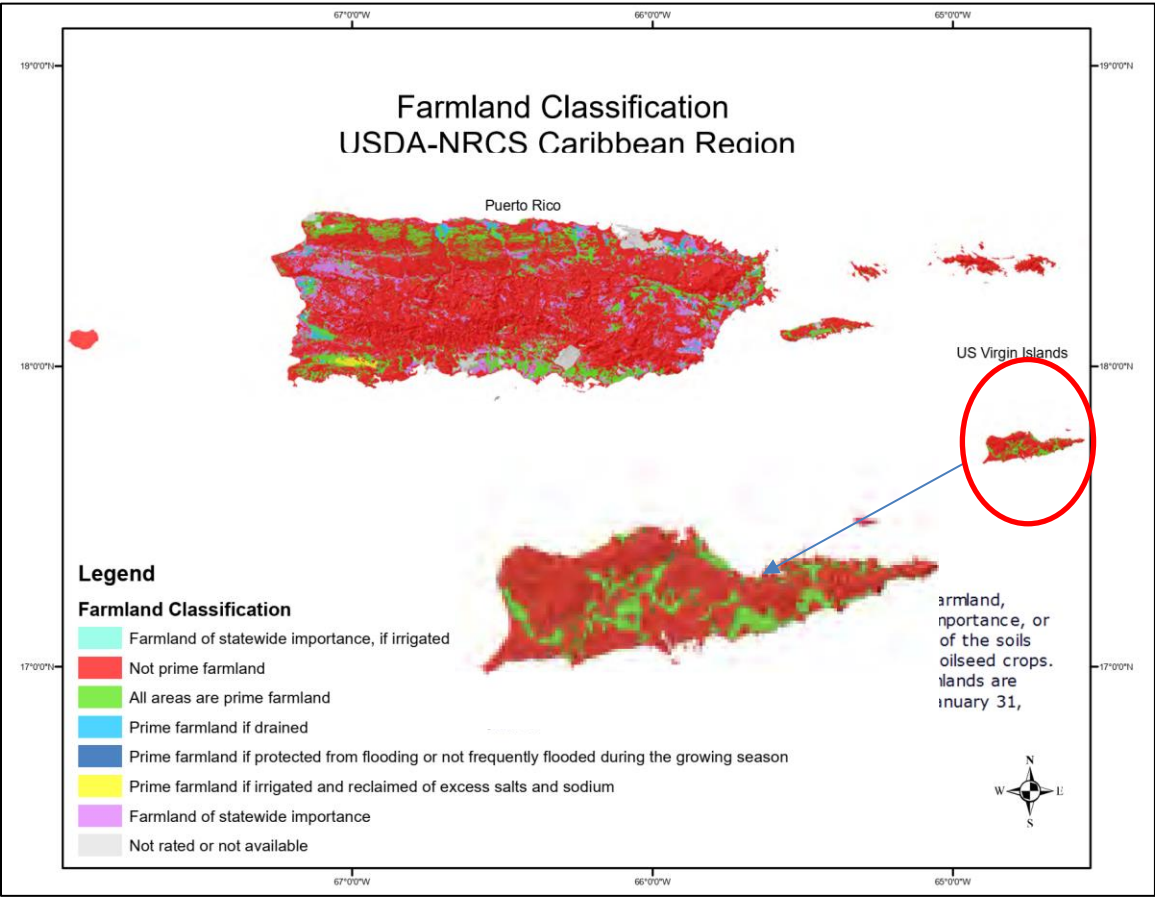 67°0'0"W 66°0'0"W 65°0'0"W
19°0'0"N 19°0'0"N
Farmland Classification
USDA-NRCS Caribbean Region
Puerto Rico
US Virgin Islands
18°0'0"N 18°0'0"N
Legend
Farmland Classification
Farmland of statewide importance, if irrigated
Not prime farmland
All areas are prime farmland
Prime farmland if drained
Prime farmland if protected from flooding or not frequently flooded during the growing season
Prime farmland if irrigated and reclaimed of excess salts and sodium
Farmland of statewide importance
Not rated or not available
armland,
nportance, or
of the soils
oilseed crops.
nlands are
anuary 31,
17°0'0"N 17°0'0"N
N
W E
S
67°0'0"W 66°0'0"W 65°0'0"W